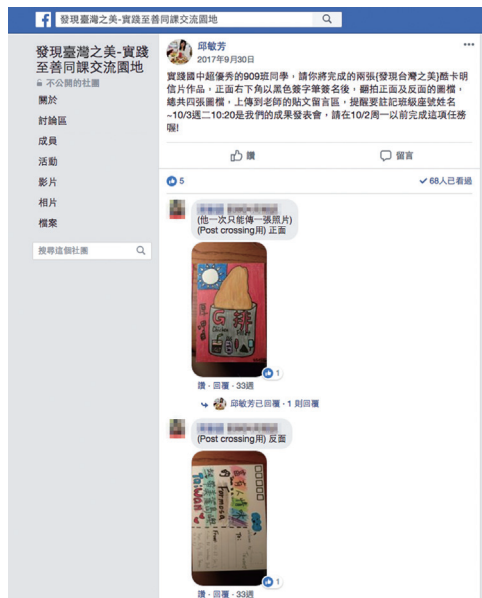 發現臺灣之美-實踐至善同課交流園地
發現臺灣之美-實踐
至善同課交流園地
不公開的社團
關於
討論區
成員
活動
影片
相片
檔案
搜尋這個社團
邱敏芳
2017年9月30日
實踐國中超優秀的909班同學，請你將完成的兩張{發現台灣之美}酷卡明
信片作品，正面右下角以黑色簽字筆簽名後，翻拍正面及反面的圖檔，
總共四張圖檔，上傳到老師的貼文留言區，提醒要註記班級座號姓名
~10/3週二10:20是我們的成果發表會，請在10/2周一以前完成這項任務
喔!
讚
留言
5
68人已看過
(他一次只能傳一張照片)
(Post crossing用) 正面
G
排
1
讚 · 回覆 · 33週
邱敏芳已回覆 · 1 則回覆
(Post crossing用) 反面
最有人情味
的 Formosa
Taiwan
1
讚 · 回覆 · 33週